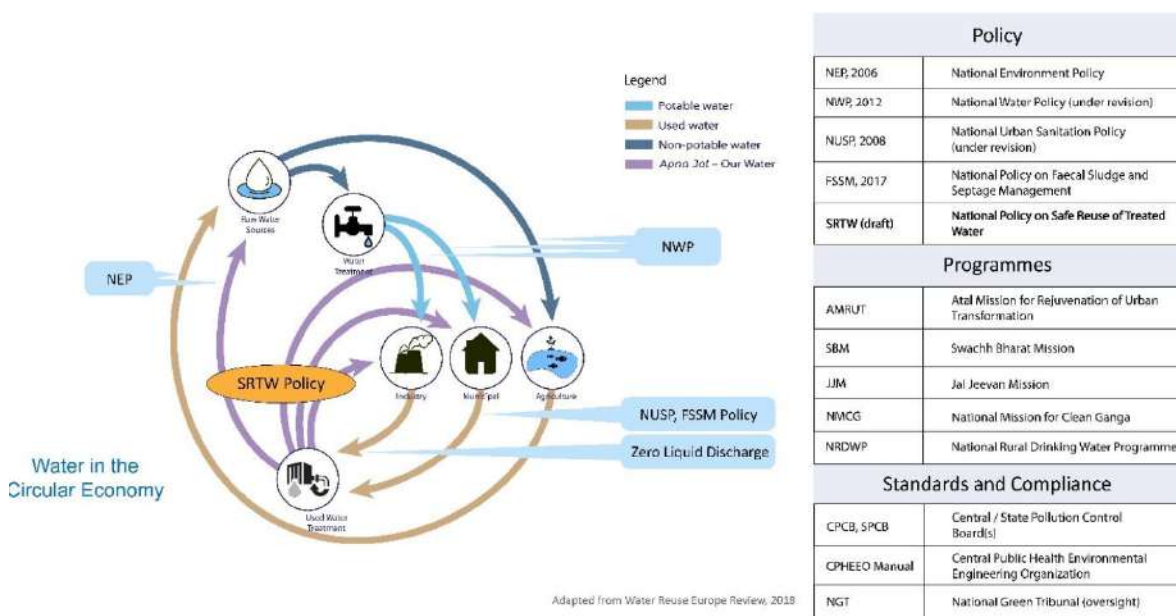 Legend
Potable water
Used water
Non-potable water
Apna Jal – Our Water
Raw Water
Sources
Water
Treatment
NWP
NEP
SRTW Policy
Industry
Municipal
Agriculture
NUSP, FSSM Policy
Zero Liquid Discharge
Water in the
Circular Economy
Used Water
Treatment
Adapted from Water Reuse Europe Review, 2018
Policy
NEP, 2006 National Environment Policy
NWP, 2012 National Water Policy (under revision)
NUSP, 2008 National Urban Sanitation Policy
(under revision)
FSSM, 2017 National Policy on Faecal Sludge and
Septage Management
SRTW (draft) National Policy on Safe Reuse of Treated
Water
Programmes
AMRUT Atal Mission for Rejuvenation of Urban
Transformation
SBM Swachh Bharat Mission
JJM Jal Jeevan Mission
NMCG National Mission for Clean Ganga
NRDWP National Rural Drinking Water Programme
Standards and Compliance
CPCB, SPCB Central / State Pollution Control
Board(s)
CPHEEO Manual Central Public Health Environmental
Engineering Organization
NGT National Green Tribunal (oversight)